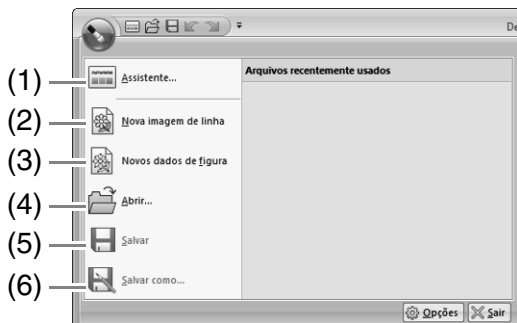 De
Arquivos recentemente usados
(1) Assistente...
(2) Nova imagem de linha
(3) Novos dados de figura
(4) Abrir...
(5) Salvar
(6) Salvar como...
Opções Sair